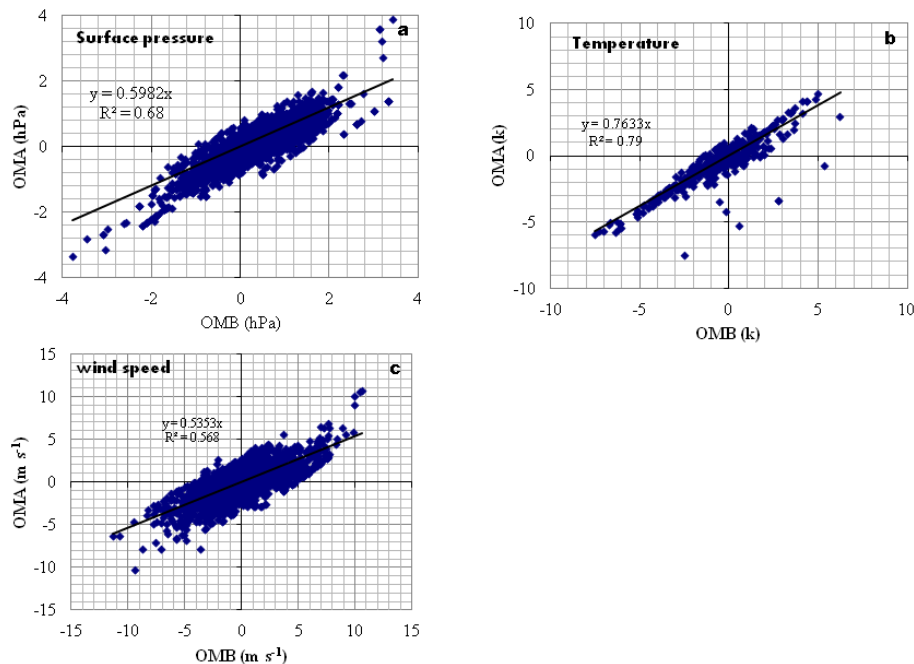 Surface pressure
a
y = 0.5982x
R² = 0.68
OMA (hPa)
4
2
0
-2
-4
-4
-2
0
2
4
OMB (hPa)
Temperature
b
y = 0.7633x
R² = 0.79
OMA(k)
10
5
0
-5
-10
-10
-5
0
5
10
OMB (k)
wind speed
c
y = 0.5353x
R² = 0.568
OMA (m s⁻¹)
15
10
5
0
-5
-10
-15
-15
-10
-5
0
5
10
15
OMB (m s⁻¹)